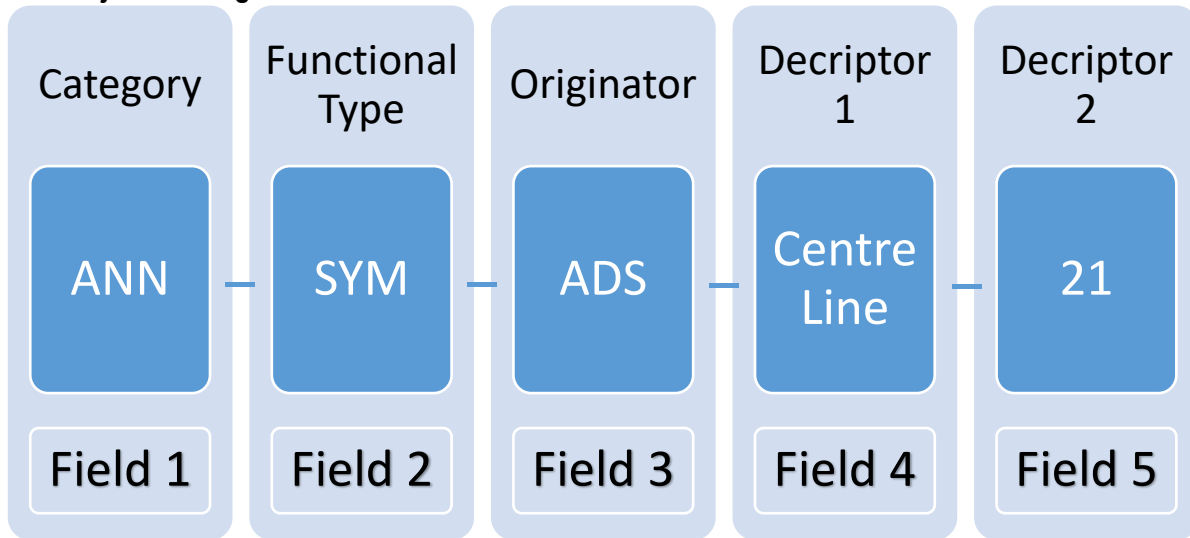 Category
Functional
Type
Originator
Decriptor
1
Decriptor
2
ANN
SYM
ADS
Centre
Line
21
Field 1
Field 2
Field 3
Field 4
Field 5